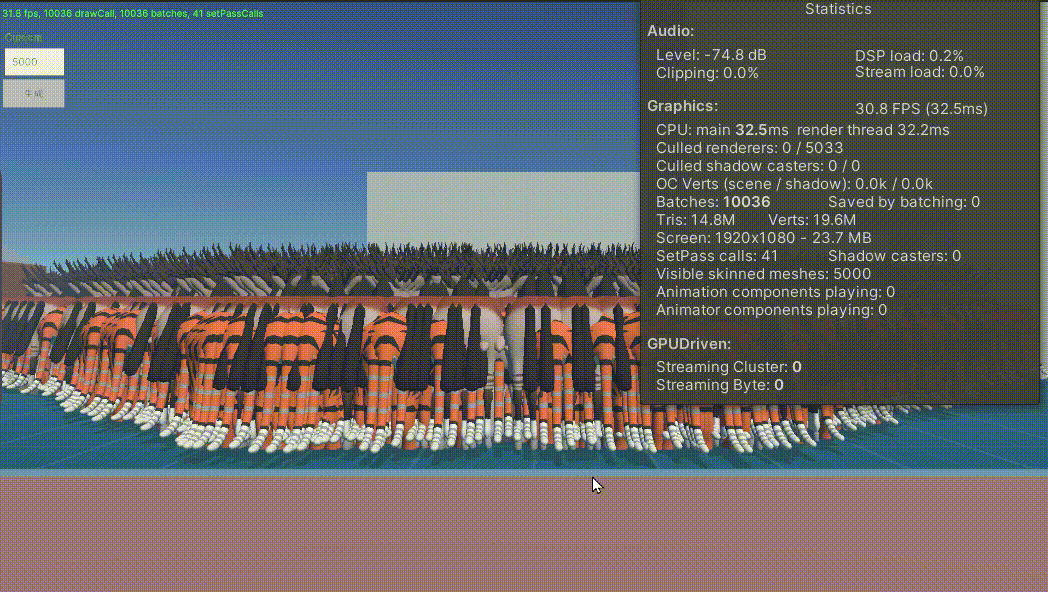 31.8 fps, 10036 drawCall, 10036 batches, 41 setPassCalls
Custom
5000
生成
Statistics
Audio:
Level: -74.8 dB DSP load: 0.2%
Clipping: 0.0% Stream load: 0.0%
Graphics: 30.8 FPS (32.5ms)
CPU: main 32.5ms render thread 32.2ms
Culled renderers: 0 / 5033
Culled shadow casters: 0 / 0
OC Verts (scene / shadow): 0.0k / 0.0k
Batches: 10036 Saved by batching: 0
Tris: 14.8M Verts: 19.6M
Screen: 1920x1080 - 23.7 MB
SetPass calls: 41 Shadow casters: 0
Visible skinned meshes: 5000
Animation components playing: 0
Animator components playing: 0
GPUDriven:
Streaming Cluster: 0
Streaming Byte: 0